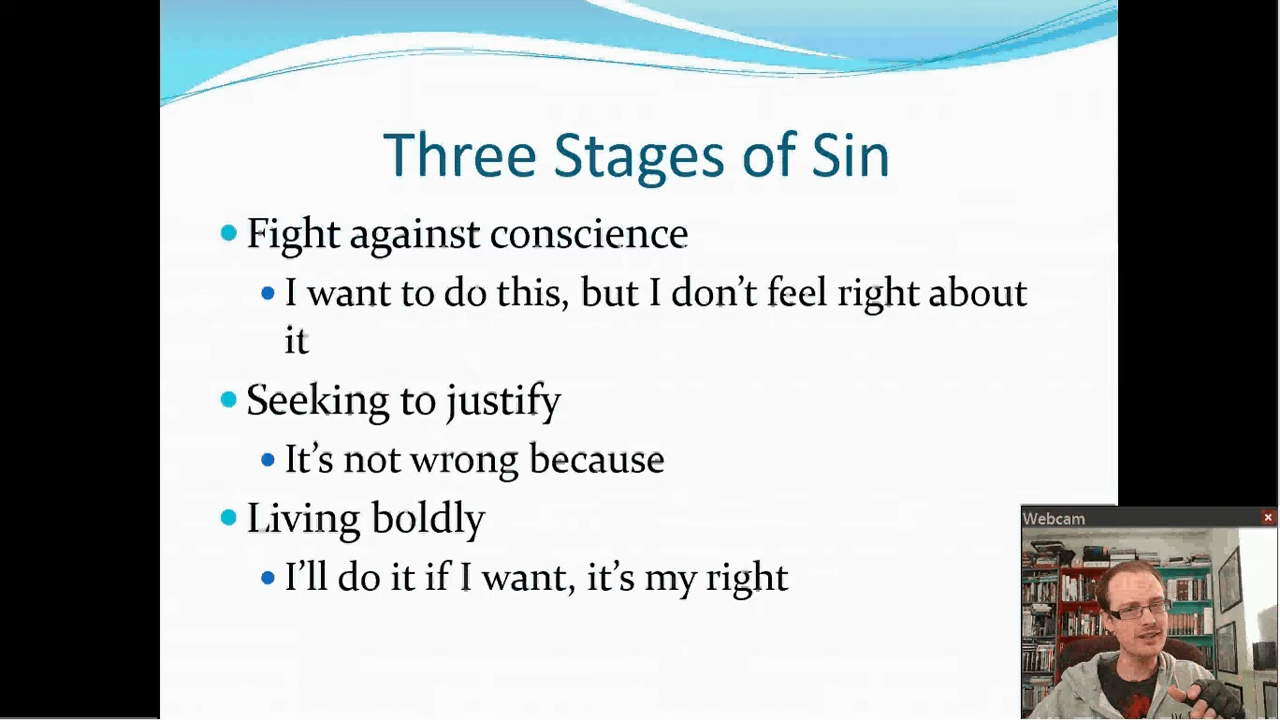 Three Stages of Sin
Fight against conscience
I want to do this, but I don't feel right about
it
Seeking to justify
It's not wrong because
Living boldly
I'll do it if I want, it's my right
Webcam